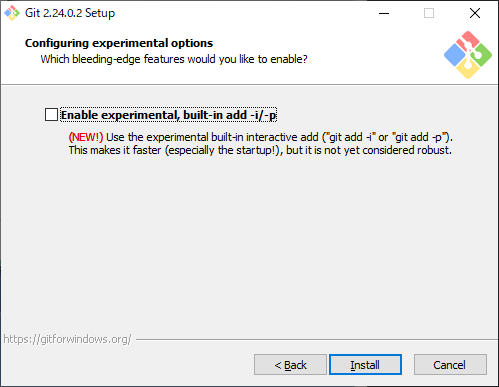 Git 2.24.0.2 Setup
Configuring experimental options
Which bleeding-edge features would you like to enable?
Enable experimental, built-in add -i/-p
(NEW!) Use the experimental built-in interactive add ("git add -i" or "git add -p").
This makes it faster (especially the startup!), but it is not yet considered robust.
https://gitforwindows.org/
< Back
Install
Cancel